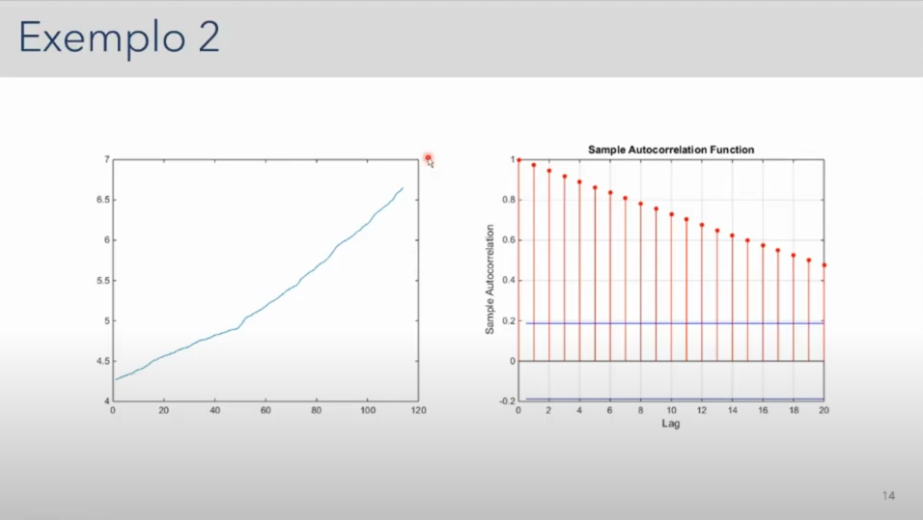 Exemplo 2
7
6.5
6
5.5
5
4.5
4
0 20 40 60 80 100 120
Sample Autocorrelation Function
Sample Autocorrelation
1
0.8
0.6
0.4
0.2
0
-0.2
0 2 4 6 8 10 12 14 16 18 20
Lag
14